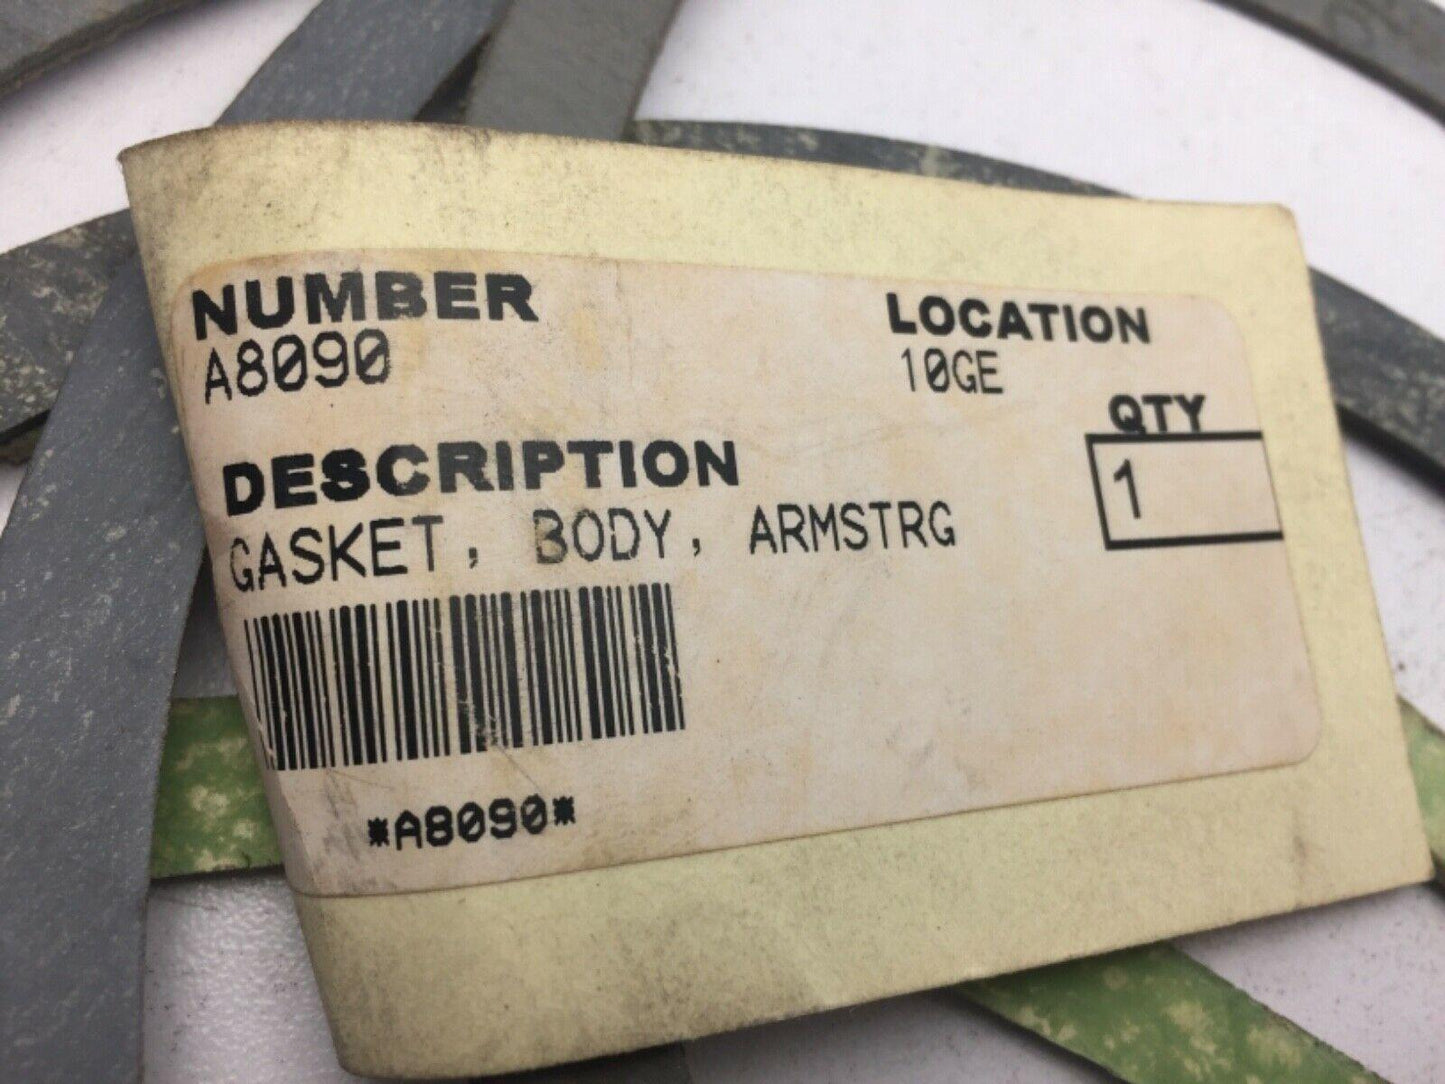 NUMBER
A8090
LOCATION
10GE
QTY
1
DESCRIPTION
GASKET, BODY, ARMSTRG
*A8090*